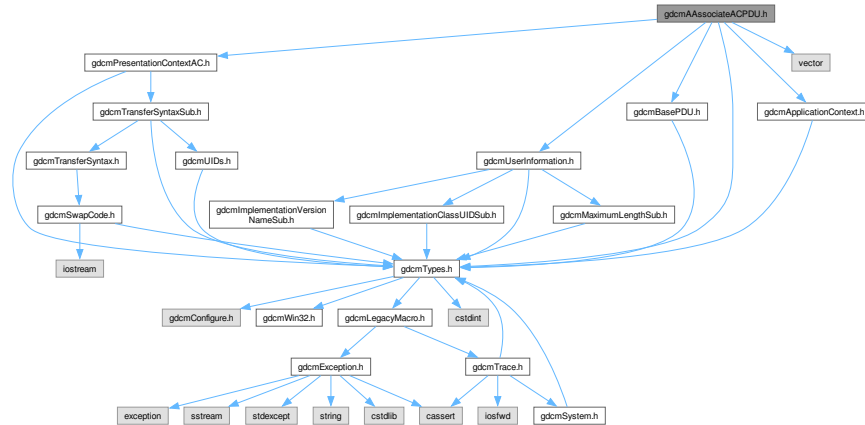 gdcmAAssociateACPDU.h
gdcmPresentationContextAC.h
vector
gdcmTransferSyntaxSub.h
gdcmBasePDU.h
gdcmApplicationContext.h
gdcmTransferSyntax.h
gdcmUIDs.h
gdcmUserInformation.h
gdcmSwapCode.h
gdcmImplementationVersion
NameSub.h
gdcmImplementationClassUIDSub.h
gdcmMaximumLengthSub.h
iostream
gdcmTypes.h
gdcmConfigure.h
gdcmWin32.h
gdcmLegacyMacro.h
cstdint
gdcmException.h
gdcmTrace.h
exception
sstream
stdexcept
string
cstdlib
cassert
iosfwd
gdcmSystem.h